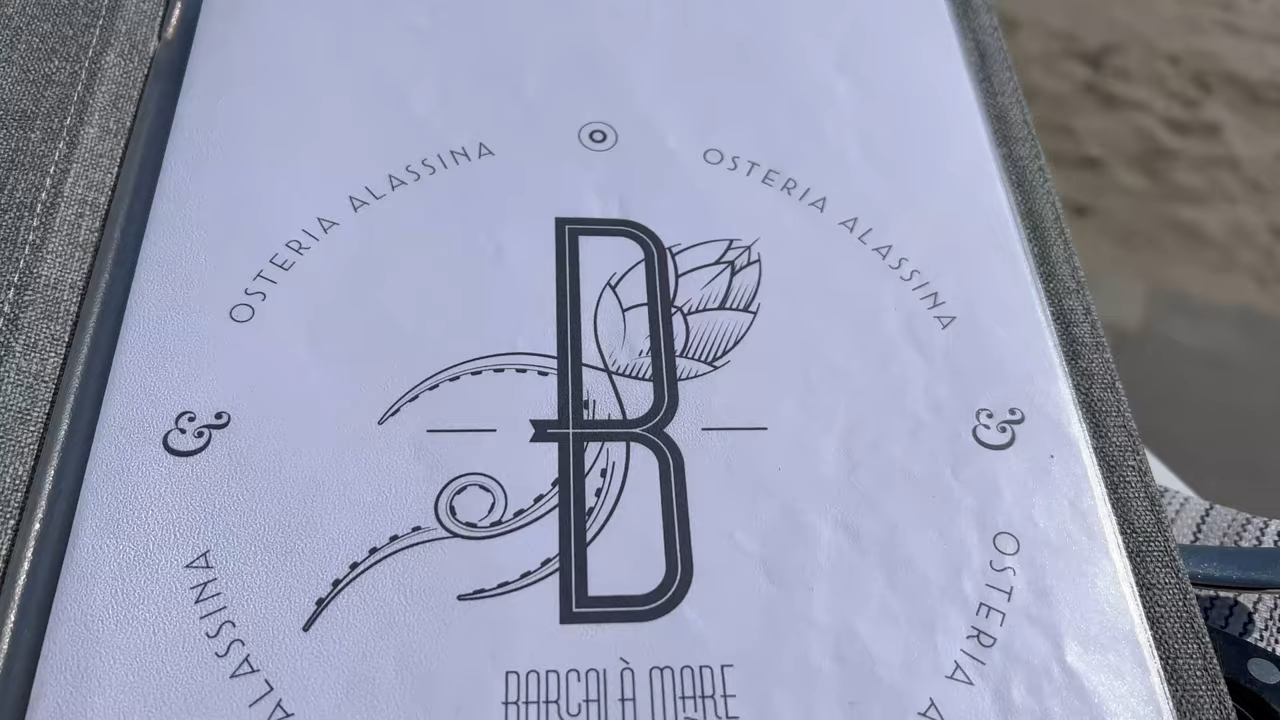 OSTERIA ALASSINA
OSTERIA ALASSINA
B
&
&
ALASSINA
OSTERIA A
BARCALÀ MARE